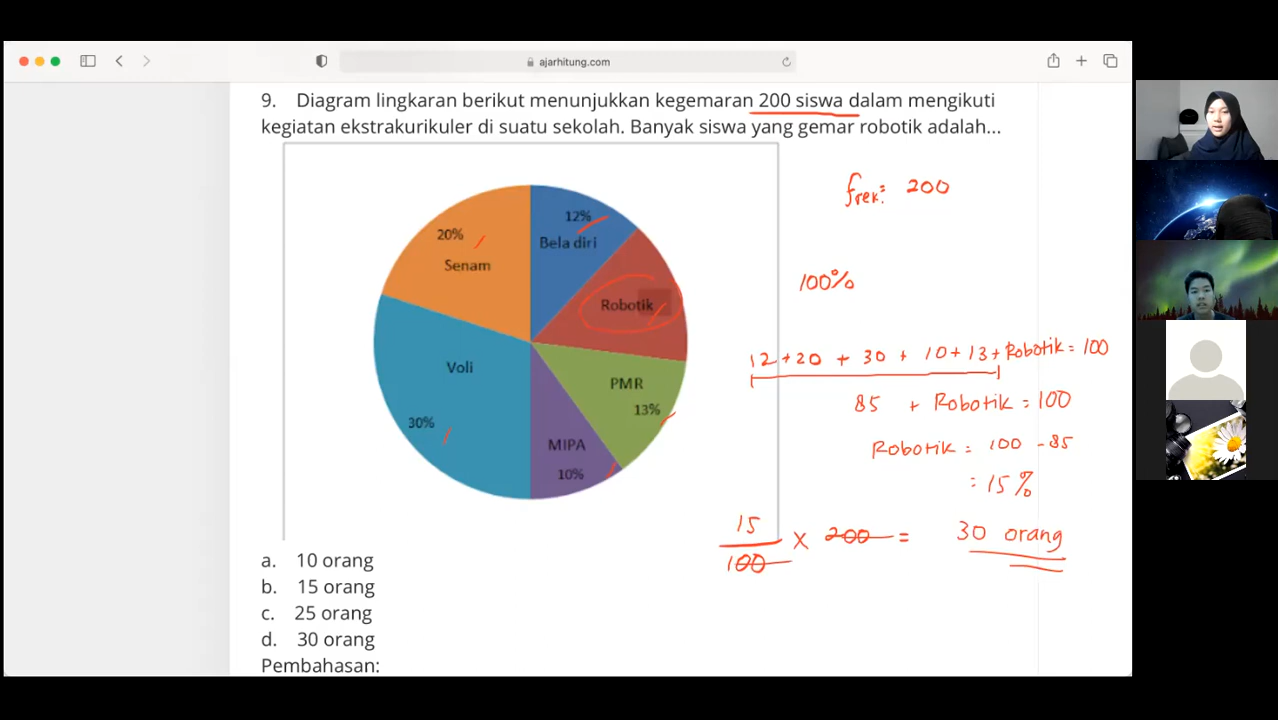 ajarhitung.com
9. Diagram lingkaran berikut menunjukkan kegemaran 200 siswa dalam mengikuti
kegiatan ekstrakurikuler di suatu sekolah. Banyak siswa yang gemar robotik adalah...
12%
Bela diri
20%
Senam
Robotik
Voli
30%
PMR
13%
MIPA
10%
frek: 200
100%
12 + 20 + 30 + 10 + 13 + Robotik = 100
85 + Robotik = 100
Robotik = 100 - 85
= 15%
15
100 x 200 = 30 orang
a. 10 orang
b. 15 orang
c. 25 orang
d. 30 orang
Pembahasan: